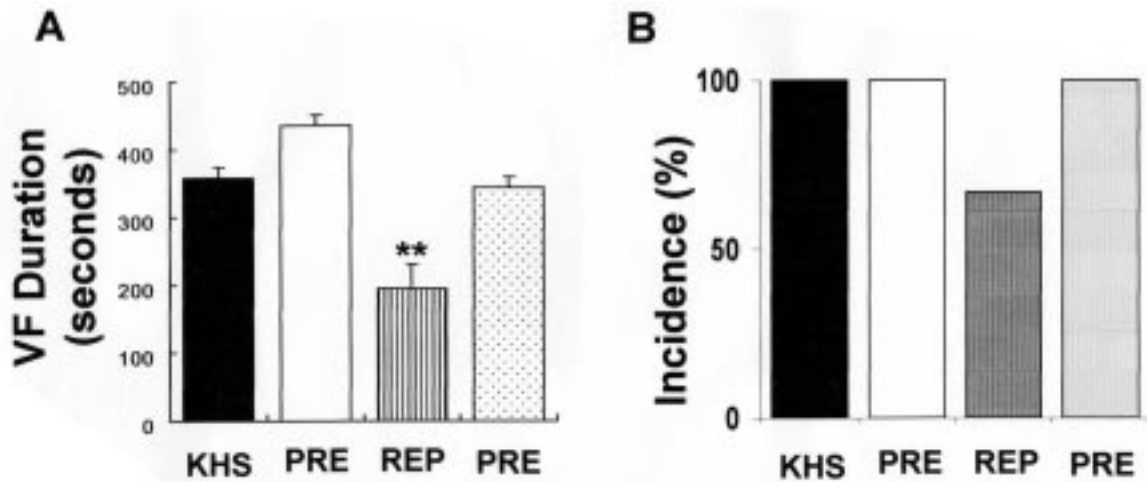 A
VF Duration
(seconds)
500
400
300
200
100
0
**
KHS PRE REP PRE
B
Incidence (%)
100
50
0
KHS PRE REP PRE